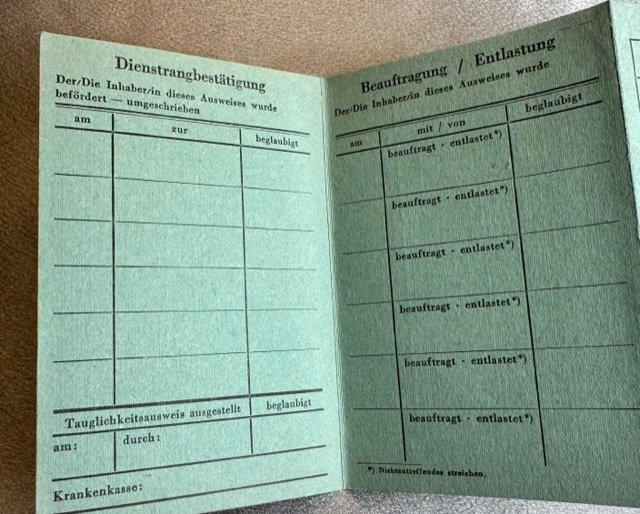 Dienstrangbestätigung
Der/Die Inhaber/in dieses Ausweises wurde
befördert — umgeschrieben
am zur beglaubigt
Tauglichkeitsausweis ausgestellt beglaubigt
am: durch:
Krankenkasse:
Beauftragung / Entlastung
Der/Die Inhaber/in dieses Ausweises wurde
am mit / von beglaubigt
beauftragt - entlastet*)
beauftragt - entlastet*)
beauftragt - entlastet*)
beauftragt - entlastet*)
beauftragt - entlastet*)
beauftragt - entlastet*)
*) Nichtzutreffendes streichen.